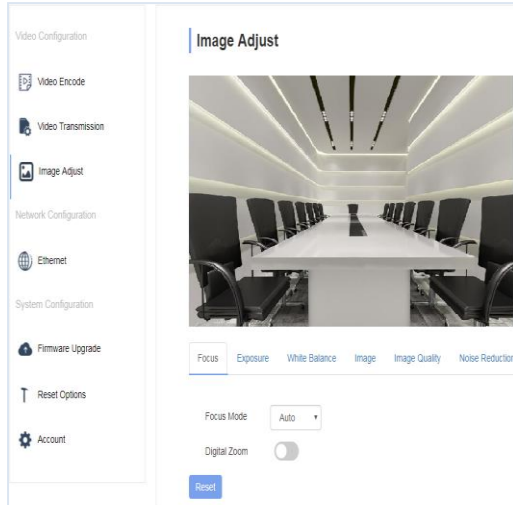 Video Configuration
Video Encode
Video Transmission
Image Adjust
Network Configuration
Ethernet
System Configuration
Firmware Upgrade
Reset Options
Account
Image Adjust
Focus Exposure White Balance Image Image Quality Noise Reduction
Focus Mode Auto
Digital Zoom
Reset